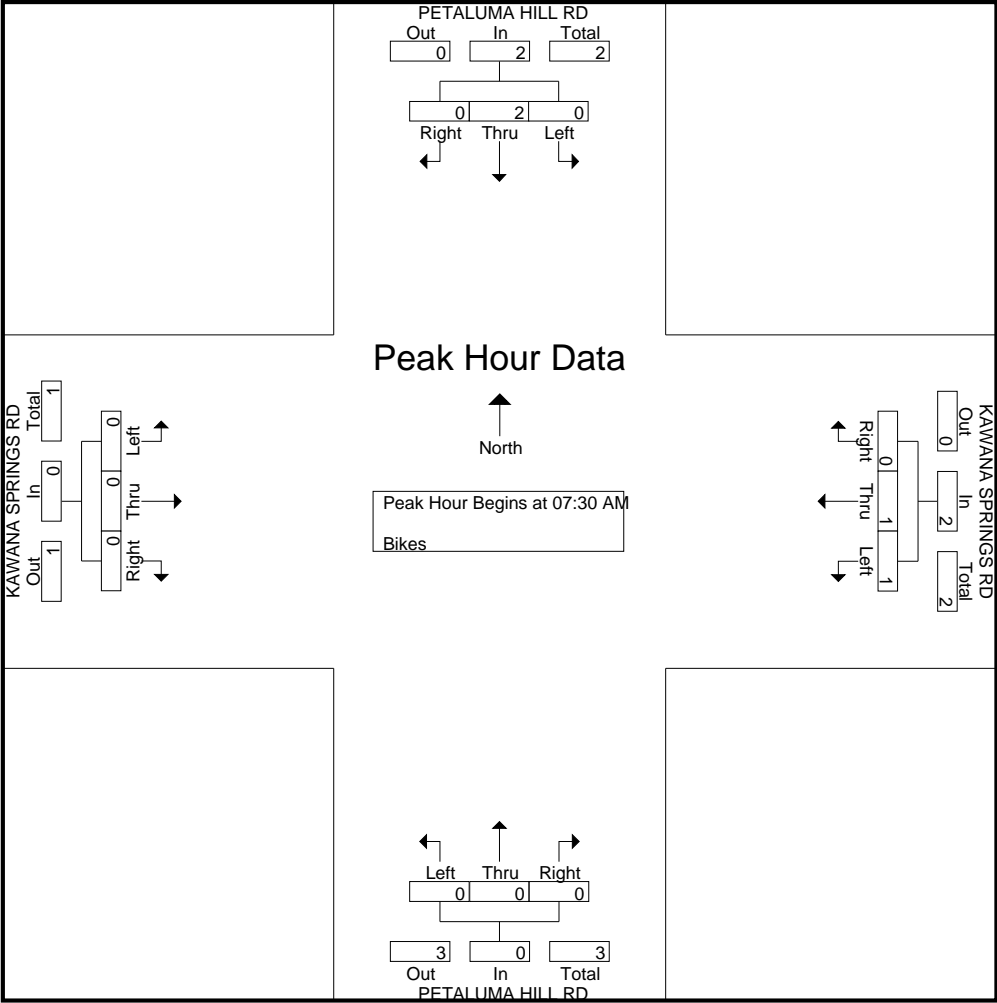 PETALUMA HILL RD
Out In Total
0 2 2
0 2 0
Right Thru Left
Peak Hour Data
North
Peak Hour Begins at 07:30 AM
Bikes
KAWANA SPRINGS RD
Total In Out
1 0 1
0 0 0
Left Thru Right
KAWANA SPRINGS RD
Out In Total
0 2 2
0 1 1
Right Thru Left
Left Thru Right
0 0 0
3 0 3
Out In Total
PETALUMA HILL RD